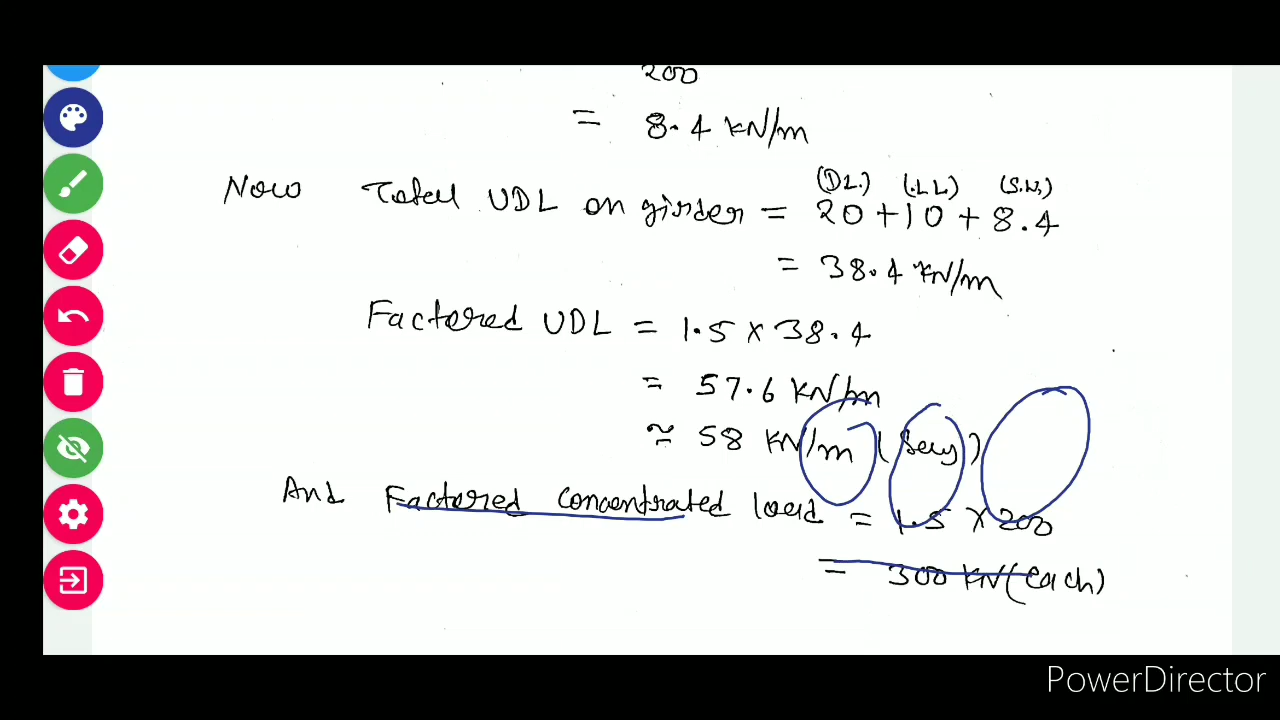 200
= 8.4 kN/m
(D.L.) (.LL) (S.W.)
Now Total UDL on girder = 20 + 10 + 8.4
= 38.4 kN/m
Factored UDL = 1.5 x 38.4
= 57.6 kN/m
≈ 58 kN/m (Say)
And Factored Concentrated load = 1.5 x 200
= 300 kN (each)
PowerDirector